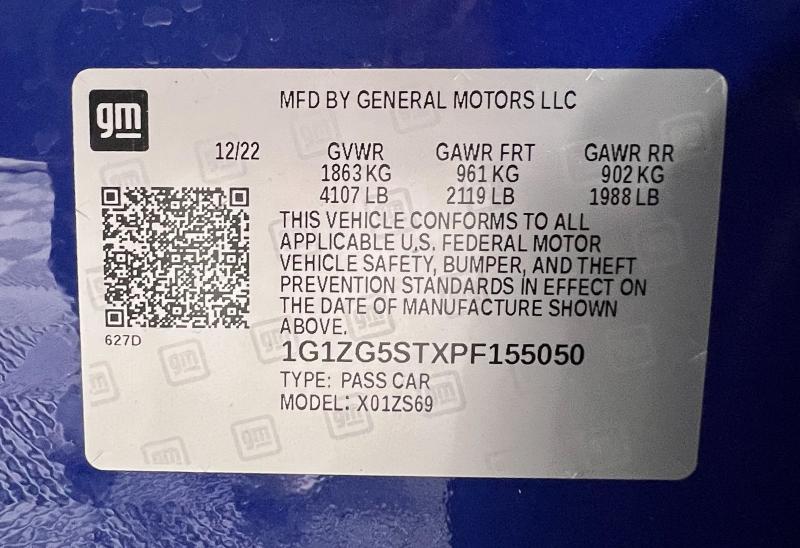 gm
MFD BY GENERAL MOTORS LLC
12/22 GVWR GAWR FRT GAWR RR
1863 KG 961 KG 902 KG
4107 LB 2119 LB 1988 LB
THIS VEHICLE CONFORMS TO ALL
APPLICABLE U.S. FEDERAL MOTOR
VEHICLE SAFETY, BUMPER, AND THEFT
PREVENTION STANDARDS IN EFFECT ON
THE DATE OF MANUFACTURE SHOWN
ABOVE.
627D
1G1ZG5STXPF155050
TYPE: PASS CAR
MODEL: X01ZS69